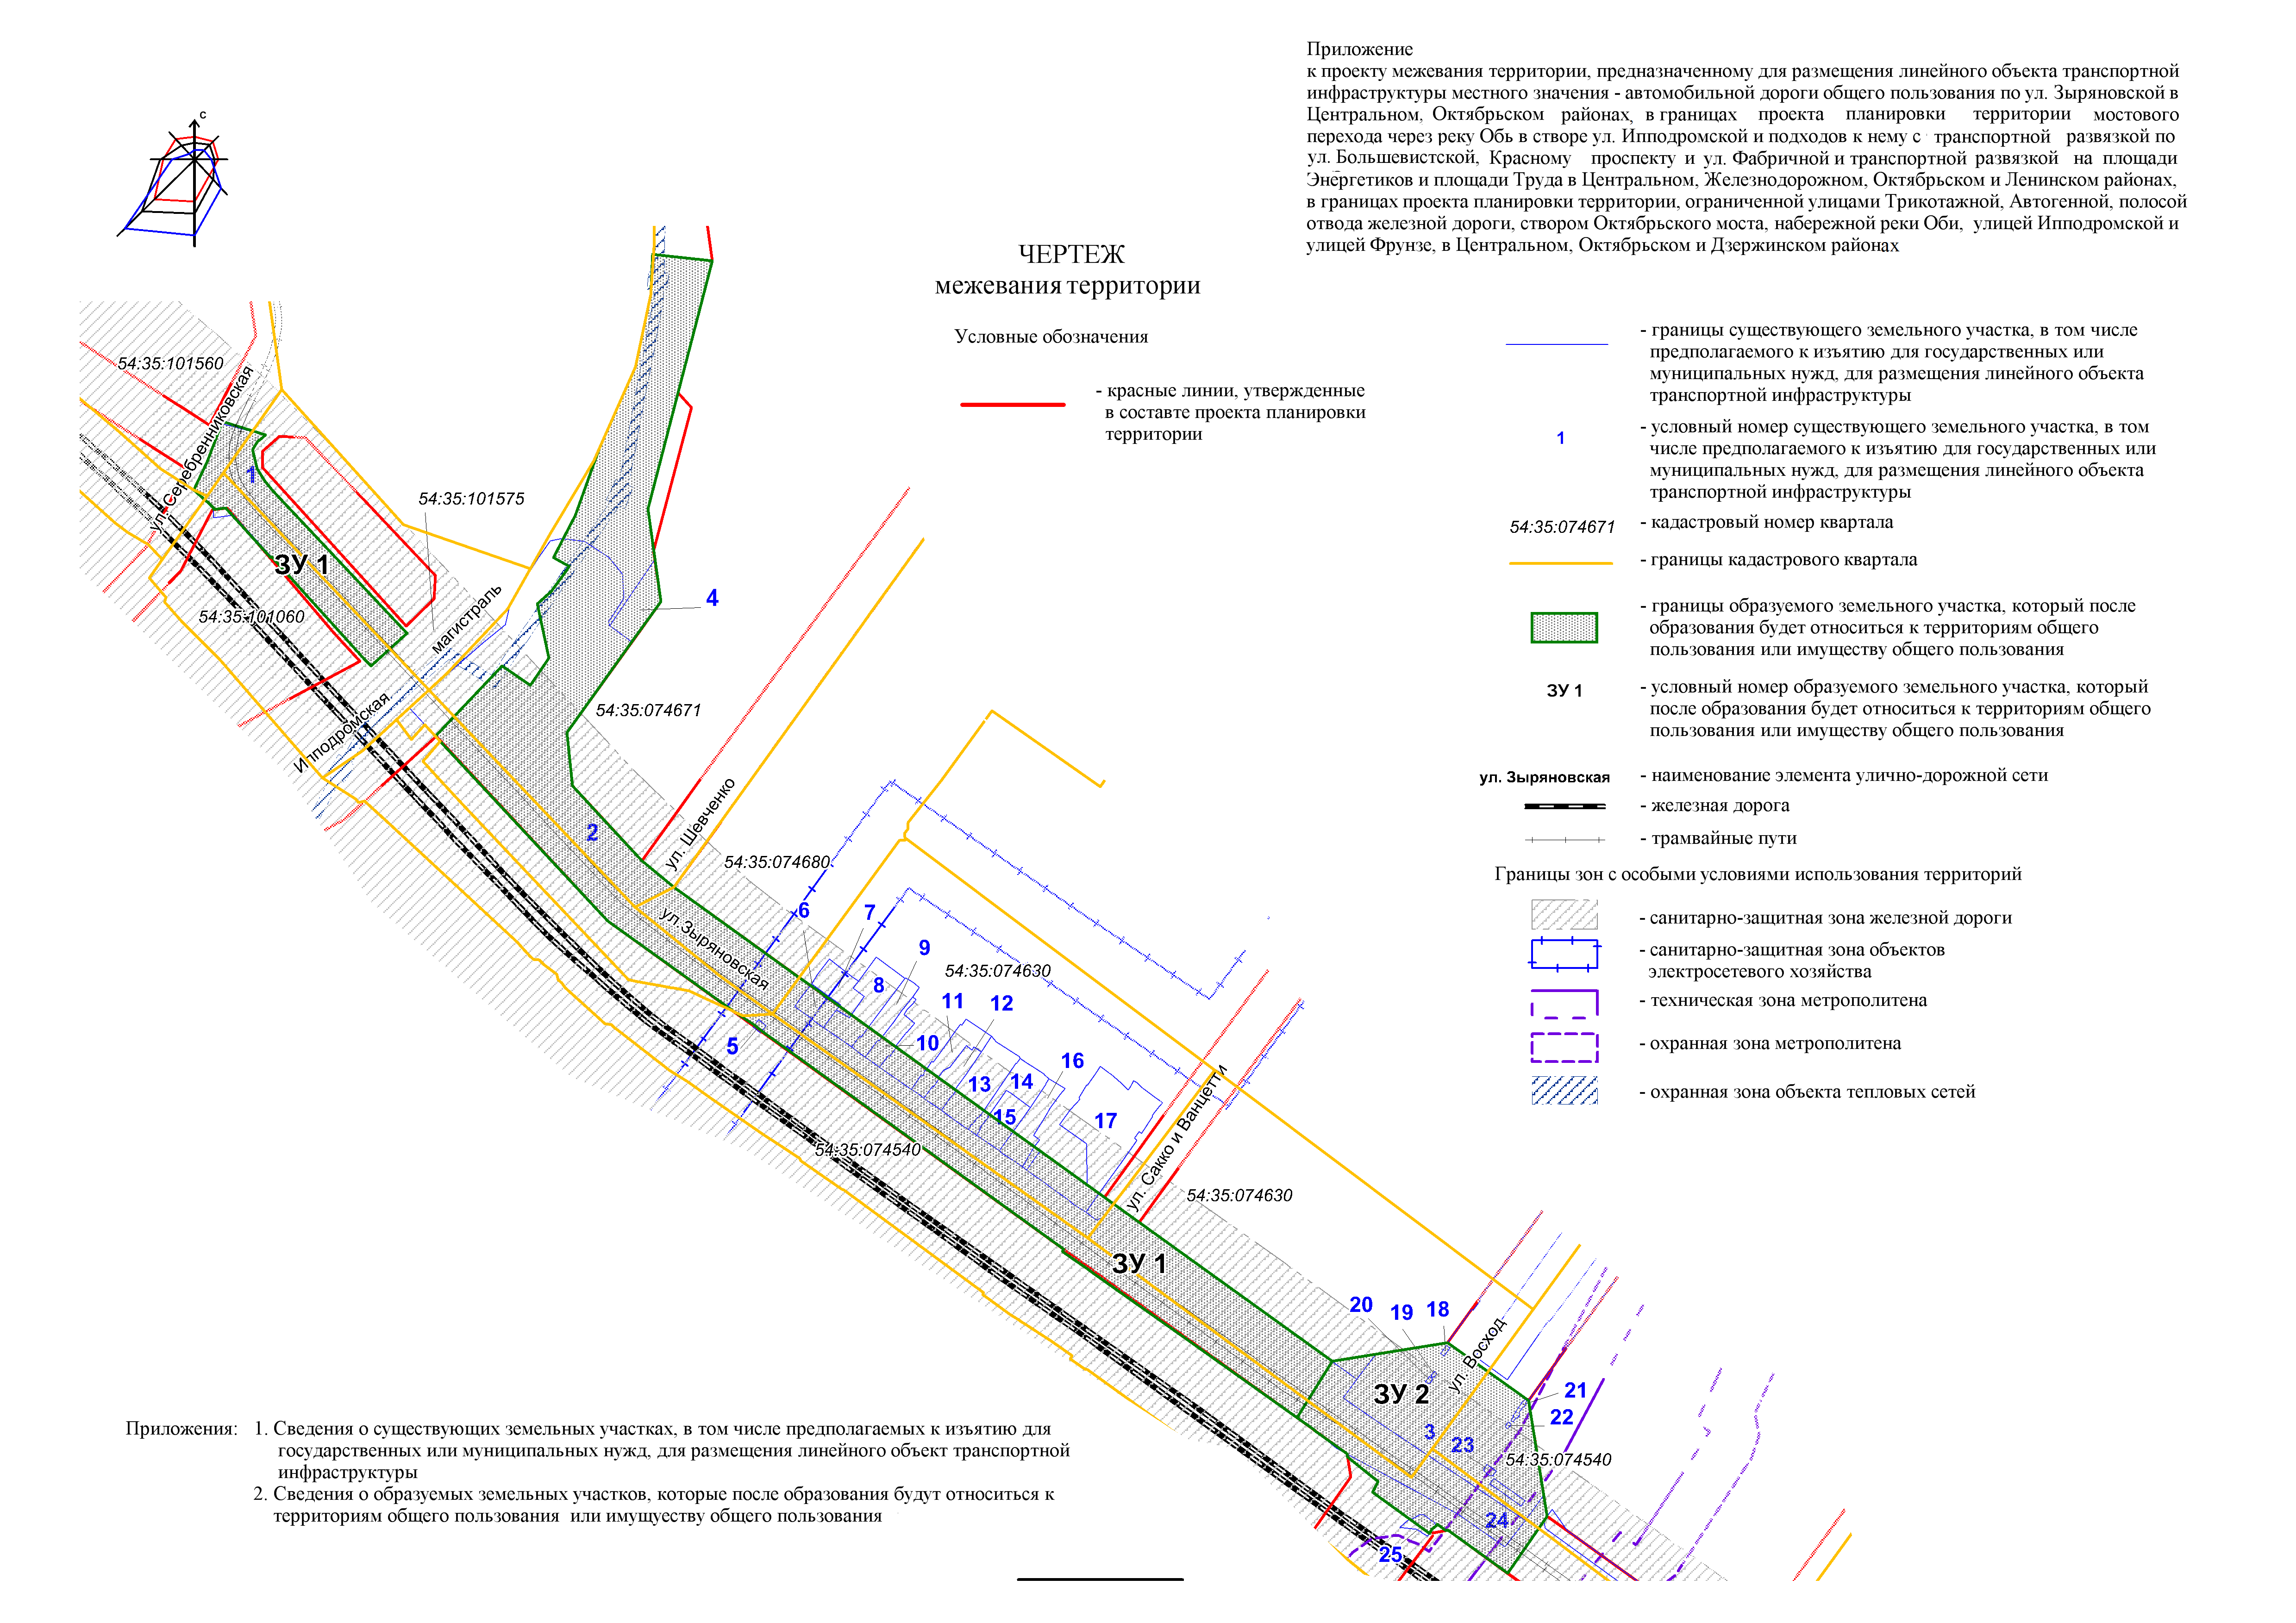 Приложение
к проекту межевания территории, предназначенному для размещения линейного объекта транспортной
инфраструктуры местного значения - автомобильной дороги общего пользования по ул. Зыряновской в
Центральном, Октябрьском районах, в границах проекта планировки территории мостового
перехода через реку Обь в створе ул. Ипподромской и подходов к нему с транспортной развязкой по
ул. Большевистской, Красному проспекту и ул. Фабричной и транспортной развязкой на площади
Энергетиков и площади Труда в Центральном, Железнодорожном, Октябрьском и Ленинском районах,
в границах проекта планировки территории, ограниченной улицами Трикотажной, Автогенной, полосой
отвода железной дороги, створом Октябрьского моста, набережной реки Оби, улицей Ипподромской и
улицей Фрунзе, в Центральном, Октябрьском и Дзержинском районах
с
ЧЕРТЕЖ
межевания территории
Условные обозначения
- красные линии, утвержденные
в составте проекта планировки
территории
- границы существующего земельного участка, в том числе
предполагаемого к изъятию для государственных или
муниципальных нужд, для размещения линейного объекта
транспортной инфраструктуры
1
- условный номер существующего земельного участка, в том
числе предполагаемого к изъятию для государственных или
муниципальных нужд, для размещения линейного объекта
транспортной инфраструктуры
54:35:074671
- кадастровый номер квартала
- границы кадастрового квартала
- границы образуемого земельного участка, который после
образования будет относиться к территориям общего
пользования или имуществу общего пользования
ЗУ 1
- условный номер образуемого земельного участка, который
после образования будет относиться к территориям общего
пользования или имуществу общего пользования
ул. Зыряновская
- наименование элемента улично-дорожной сети
- железная дорога
- трамвайные пути
Границы зон с особыми условиями использования территорий
- санитарно-защитная зона железной дороги
- санитарно-защитная зона объектов
электросетевого хозяйства
- техническая зона метрополитена
- охранная зона метрополитена
- охранная зона объекта тепловых сетей
54:35:101560
ул. Серебренниковская
1
54:35:101575
ЗУ 1
54:35:101060
магистраль
Ипподромская
4
54:35:074671
2
ул. Шевченко
54:35:074680
ул.Зыряновская
6
7
9
8
54:35:074630
11
12
5
10
16
13
14
15
17
54:35:074540
ул. Сакко и Ванцетти
54:35:074630
ЗУ 1
20
19
18
ул. Восход
ЗУ 2
21
22
3
23
54:35:074540
24
25
Приложения:
1. Сведения о существующих земельных участках, в том числе предполагаемых к изъятию для
государственных или муниципальных нужд, для размещения линейного объект транспортной
инфраструктуры
2. Сведения о образуемых земельных участков, которые после образования будут относиться к
территориям общего пользования или имущуеству общего пользования